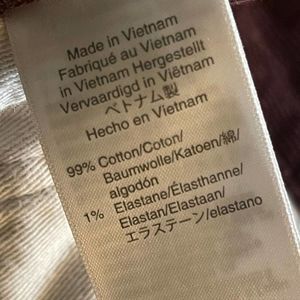 Made in Vietnam
Fabriqué au Vietnam
in Vietnam Hergestellt
Vervaardigd in Viêtnam
ベトナム製
Hecho en Vietnam
99% Cotton/Coton/
Baumwolle/Katoen/綿/
algodón
1% Elastane/Élasthanne/
Elastan/Elastaan/
エラステーン/elastano